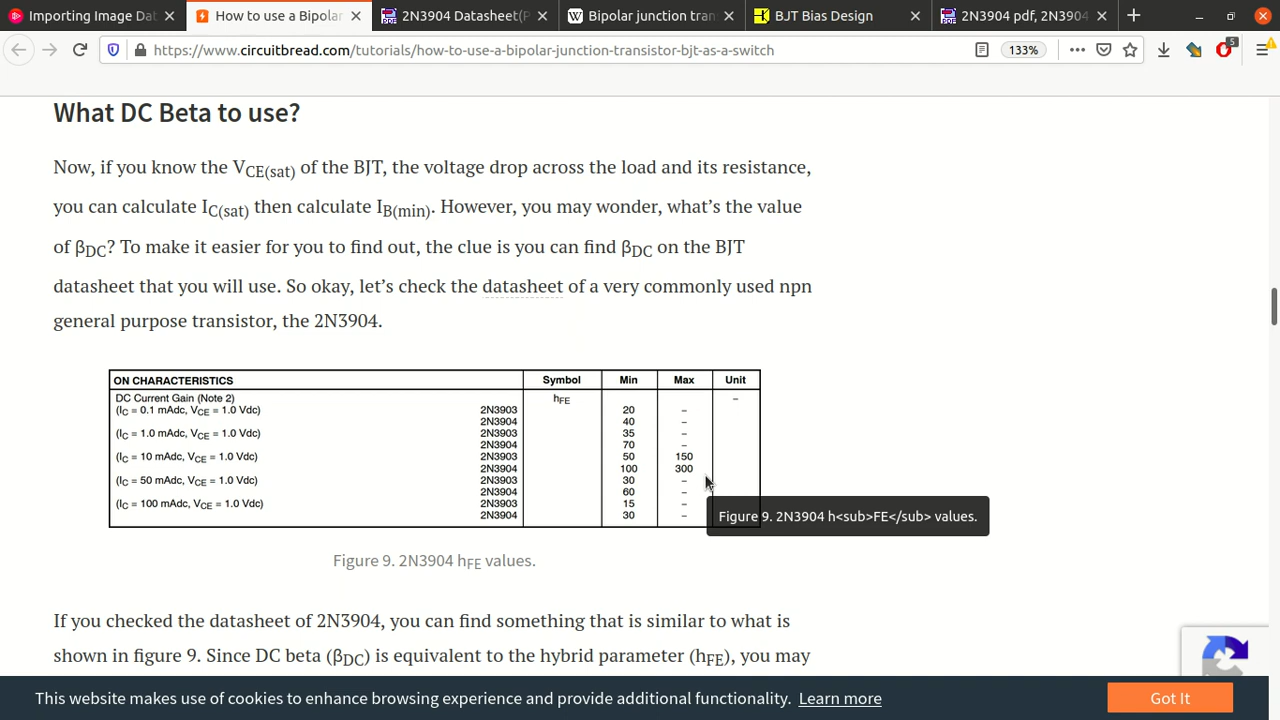 Importing Image Dat
How to use a Bipolar
2N3904 Datasheet(P
Bipolar junction tran
BJT Bias Design
2N3904 pdf, 2N3904
https://www.circuitbread.com/tutorials/how-to-use-a-bipolar-junction-transistor-bjt-as-a-switch
133%
5
What DC Beta to use?
Now, if you know the VCE(sat) of the BJT, the voltage drop across the load and its resistance,
you can calculate IC(sat) then calculate IB(min). However, you may wonder, what's the value
of βDC? To make it easier for you to find out, the clue is you can find βDC on the BJT
datasheet that you will use. So okay, let's check the datasheet of a very commonly used npn
general purpose transistor, the 2N3904.
ON CHARACTERISTICS Symbol Min Max Unit
DC Current Gain (Note 2) hFE –
(IC = 0.1 mAdc, VCE = 1.0 Vdc) 2N3903 20 –
2N3904 40 –
(IC = 1.0 mAdc, VCE = 1.0 Vdc) 2N3903 35 –
2N3904 70 –
(IC = 10 mAdc, VCE = 1.0 Vdc) 2N3903 50 150
2N3904 100 300
(IC = 50 mAdc, VCE = 1.0 Vdc) 2N3903 30 –
2N3904 60 –
(IC = 100 mAdc, VCE = 1.0 Vdc) 2N3903 15 –
2N3904 30 –
Figure 9. 2N3904 h<sub>FE</sub> values.
Figure 9. 2N3904 hFE values.
If you checked the datasheet of 2N3904, you can find something that is similar to what is
shown in figure 9. Since DC beta (βDC) is equivalent to the hybrid parameter (hFE), you may
This website makes use of cookies to enhance browsing experience and provide additional functionality. Learn more
Got It